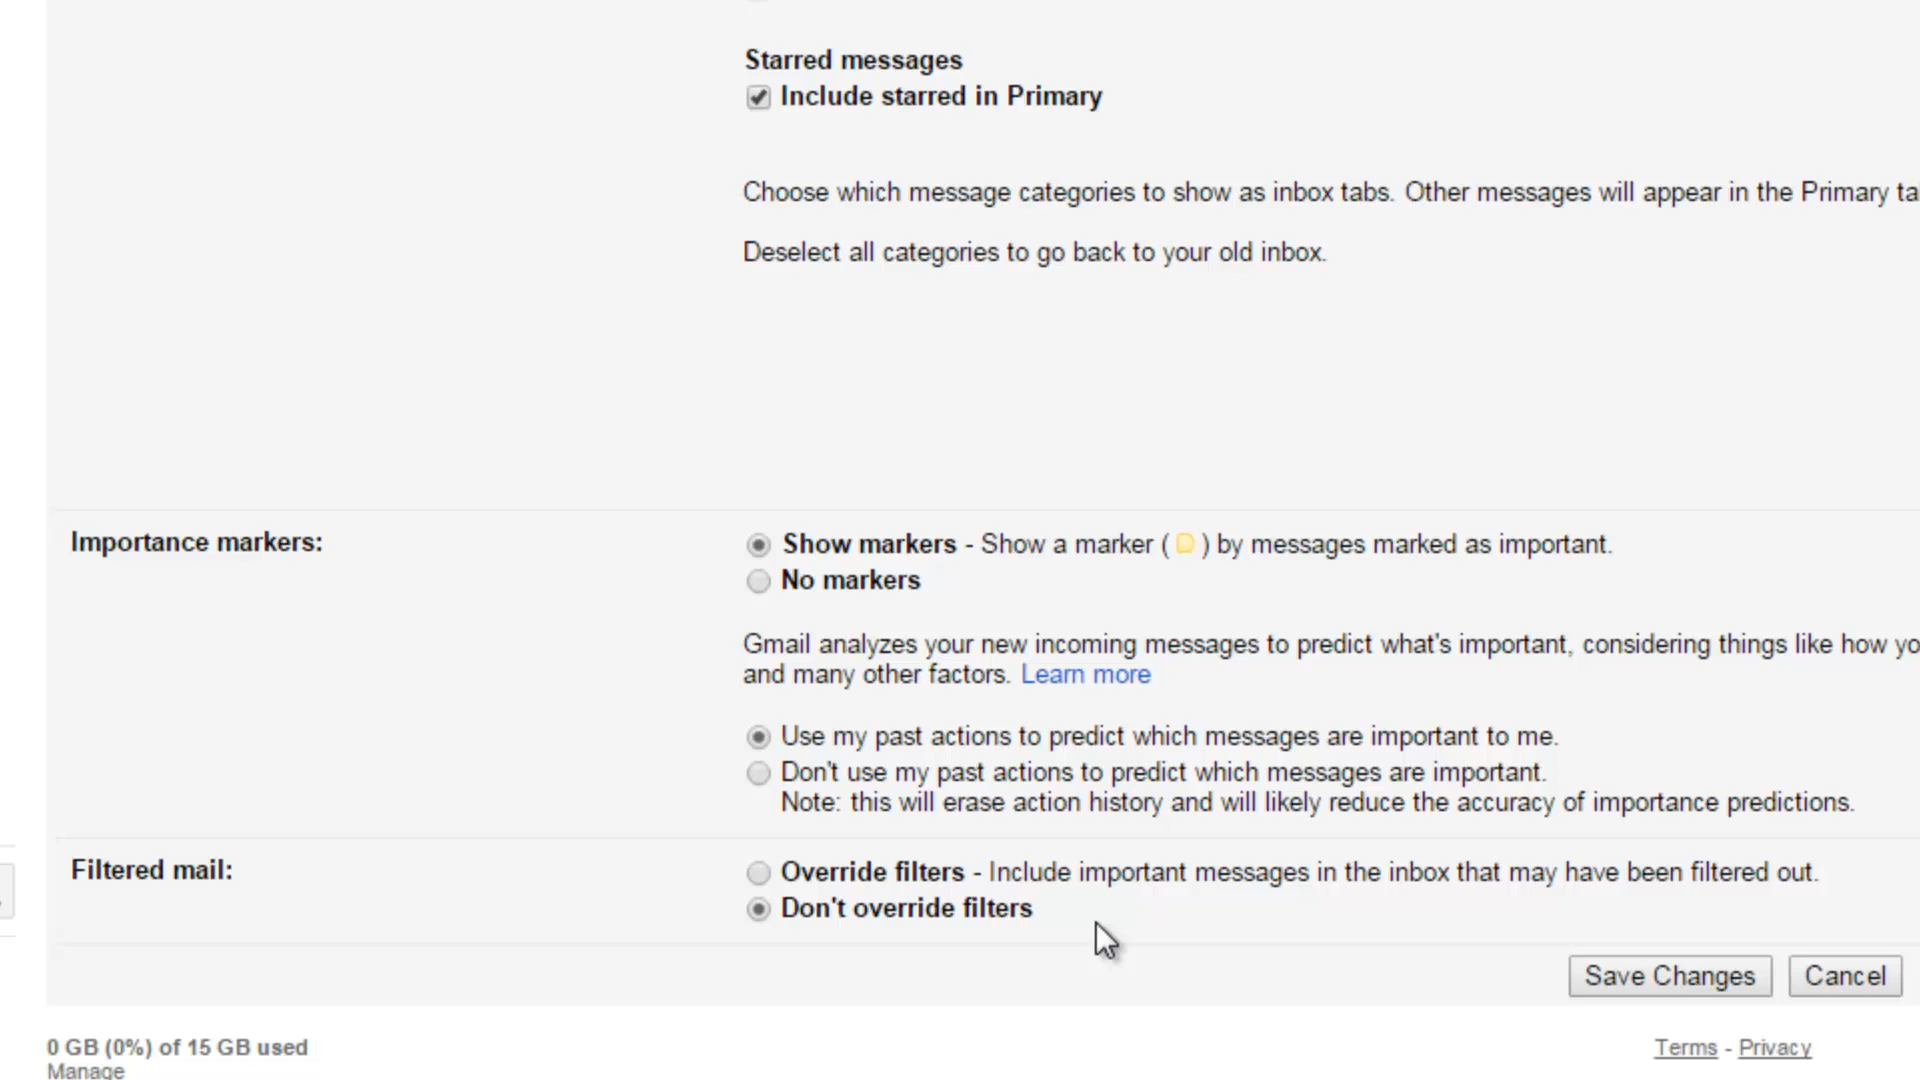 Starred messages
Include starred in Primary
Choose which message categories to show as inbox tabs. Other messages will appear in the Primary ta
Deselect all categories to go back to your old inbox.
Importance markers:
Show markers - Show a marker ( ) by messages marked as important.
No markers
Gmail analyzes your new incoming messages to predict what's important, considering things like how yo
and many other factors. Learn more
Use my past actions to predict which messages are important to me.
Don't use my past actions to predict which messages are important.
Note: this will erase action history and will likely reduce the accuracy of importance predictions.
Filtered mail:
Override filters - Include important messages in the inbox that may have been filtered out.
Don't override filters
Save Changes
Cancel
0 GB (0%) of 15 GB used
Manage
Terms - Privacy